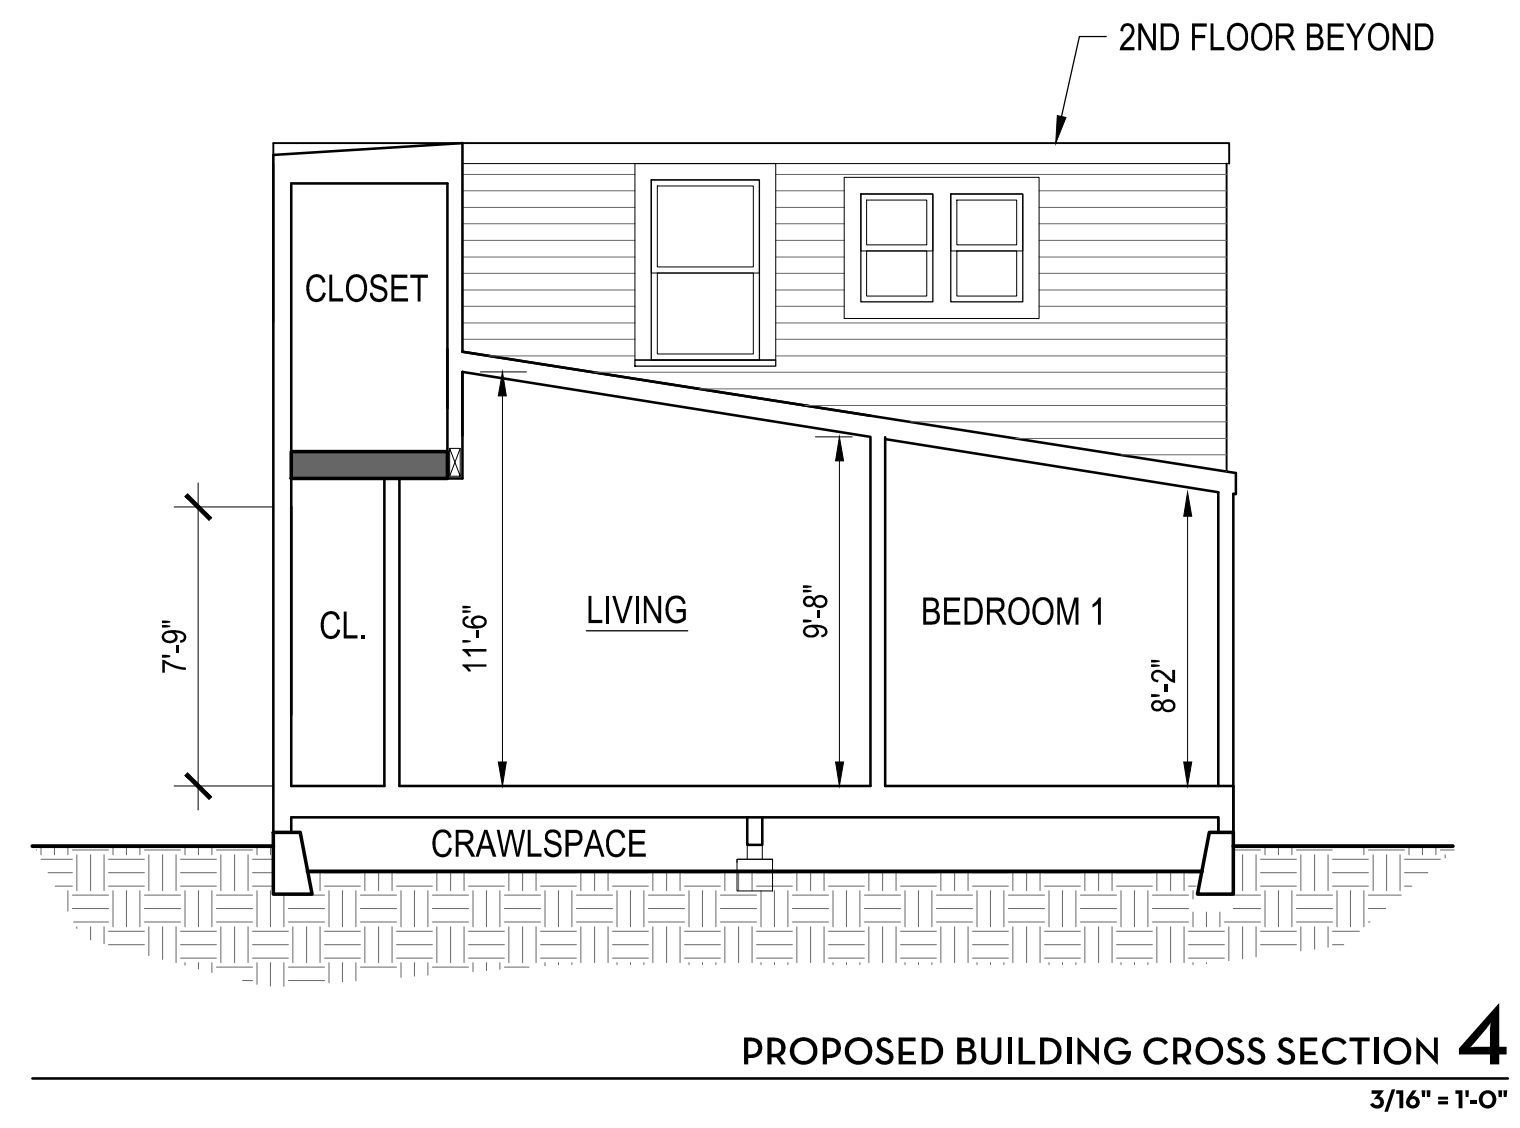 2ND FLOOR BEYOND
CLOSET
CL.
7'-9"
11'-6"
LIVING
9'-8"
BEDROOM 1
8'-2"
CRAWLSPACE
PROPOSED BUILDING CROSS SECTION 4
3/16" = 1'-0"